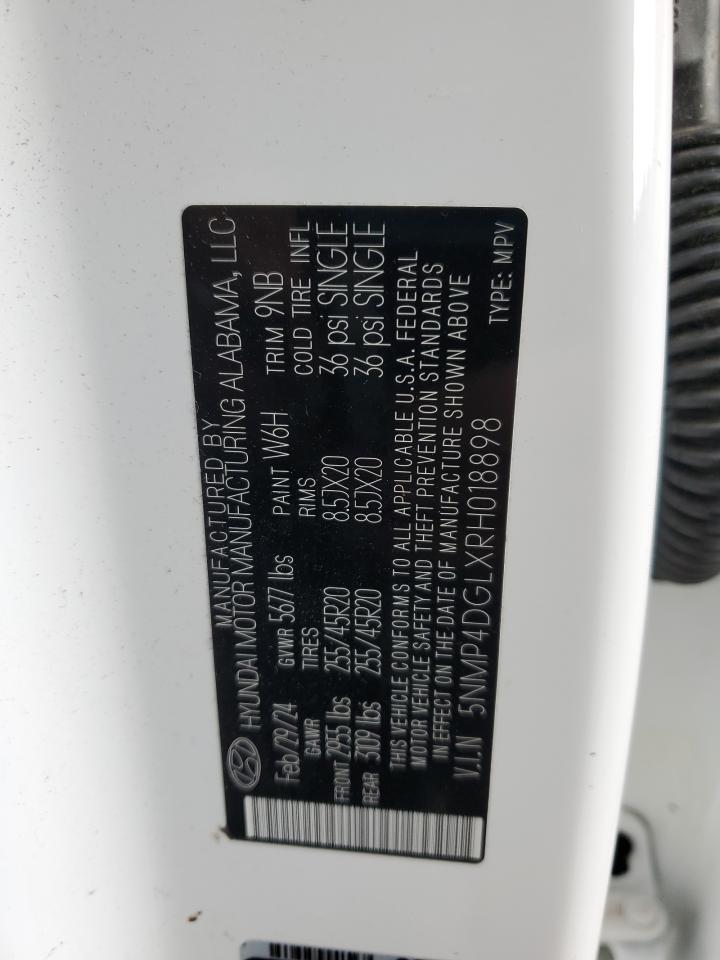 MANUFACTURED BY
HYUNDAI MOTOR MANUFACTURING ALABAMA, LLC
Feb/29/24 GVWR 5677 lbs PAINT W6H TRIM 9NB
GAWR TIRES RIMS COLD TIRE INFL
FRONT 2955 lbs 255/45R20 8.5JX20 36 psi SINGLE
REAR 3109 lbs 255/45R20 8.5JX20 36 psi SINGLE
THIS VEHICLE CONFORMS TO ALL APPLICABLE U.S.A. FEDERAL
MOTOR VEHICLE SAFETY AND THEFT PREVENTION STANDARDS
IN EFFECT ON THE DATE OF MANUFACTURE SHOWN ABOVE
V.I.N 5NMP4DGLXRH018898
TYPE: MPV